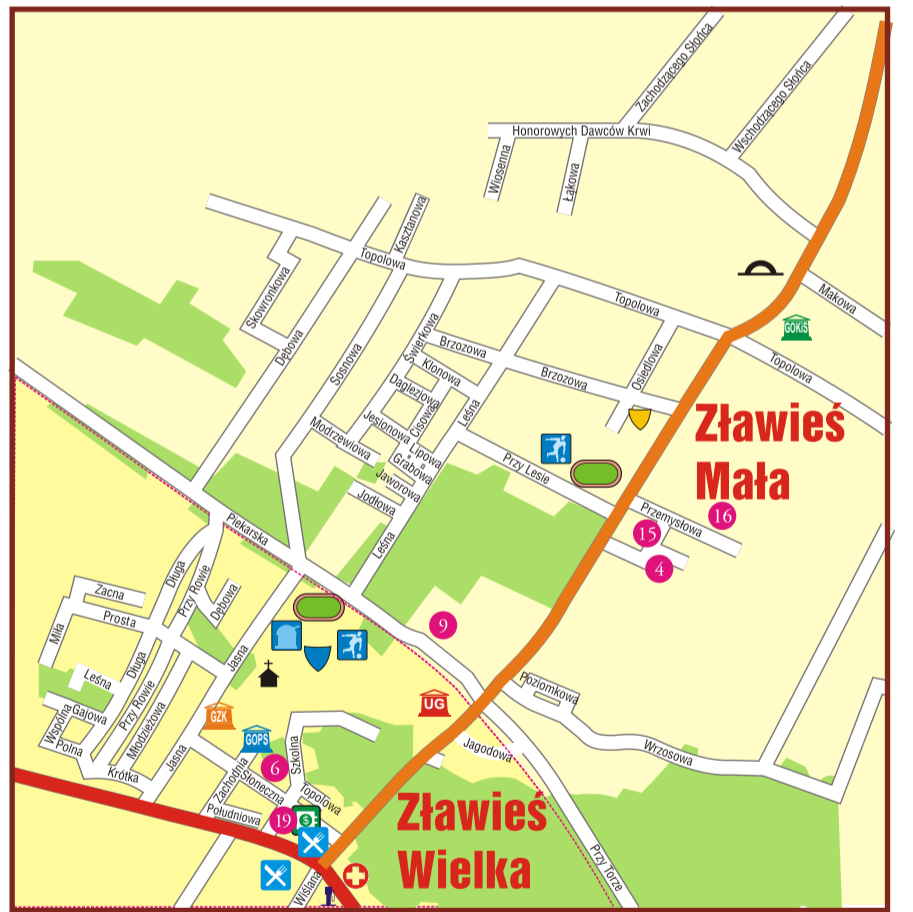 Zachodzącego Słońca
Wschodzącego Słońca
Honorowych Dawców Krwi
Wiosenna
Łąkowa
Kasztanowa
Topolowa
Skowronkowa
Dębowa
Makowa
GOKiS
Topolowa
Topolowa
Świerkowa
Brzozowa
Sosnowa
Klonowa
Osiedlowa
Brzozowa
Daglezjowa
Cisowa
Leśna
Jesionowa
Modrzewiowa
Lipowa
Grabowa
Zławieś
Mała
Przy Lesie
Jaworowa
Jodłowa
Przemysłowa
16
15
4
Piekarska
Leśna
Długa
Przy Rowie
Dębowa
Zacna
Prosta
Miła
9
Jasna
Długa
Leśna
Przy Rowie
Młodzieżowa
Wspólna
Gajowa
Polna
Poziomkowa
UG
GZK
GOPS
Szkolna
Jasna
Krótka
6
Jagodowa
Wrzosowa
Zachodnia
Słoneczna
Topolowa
Południowa
19
$
Zławieś
Wielka
Przy Torze
Wiślana